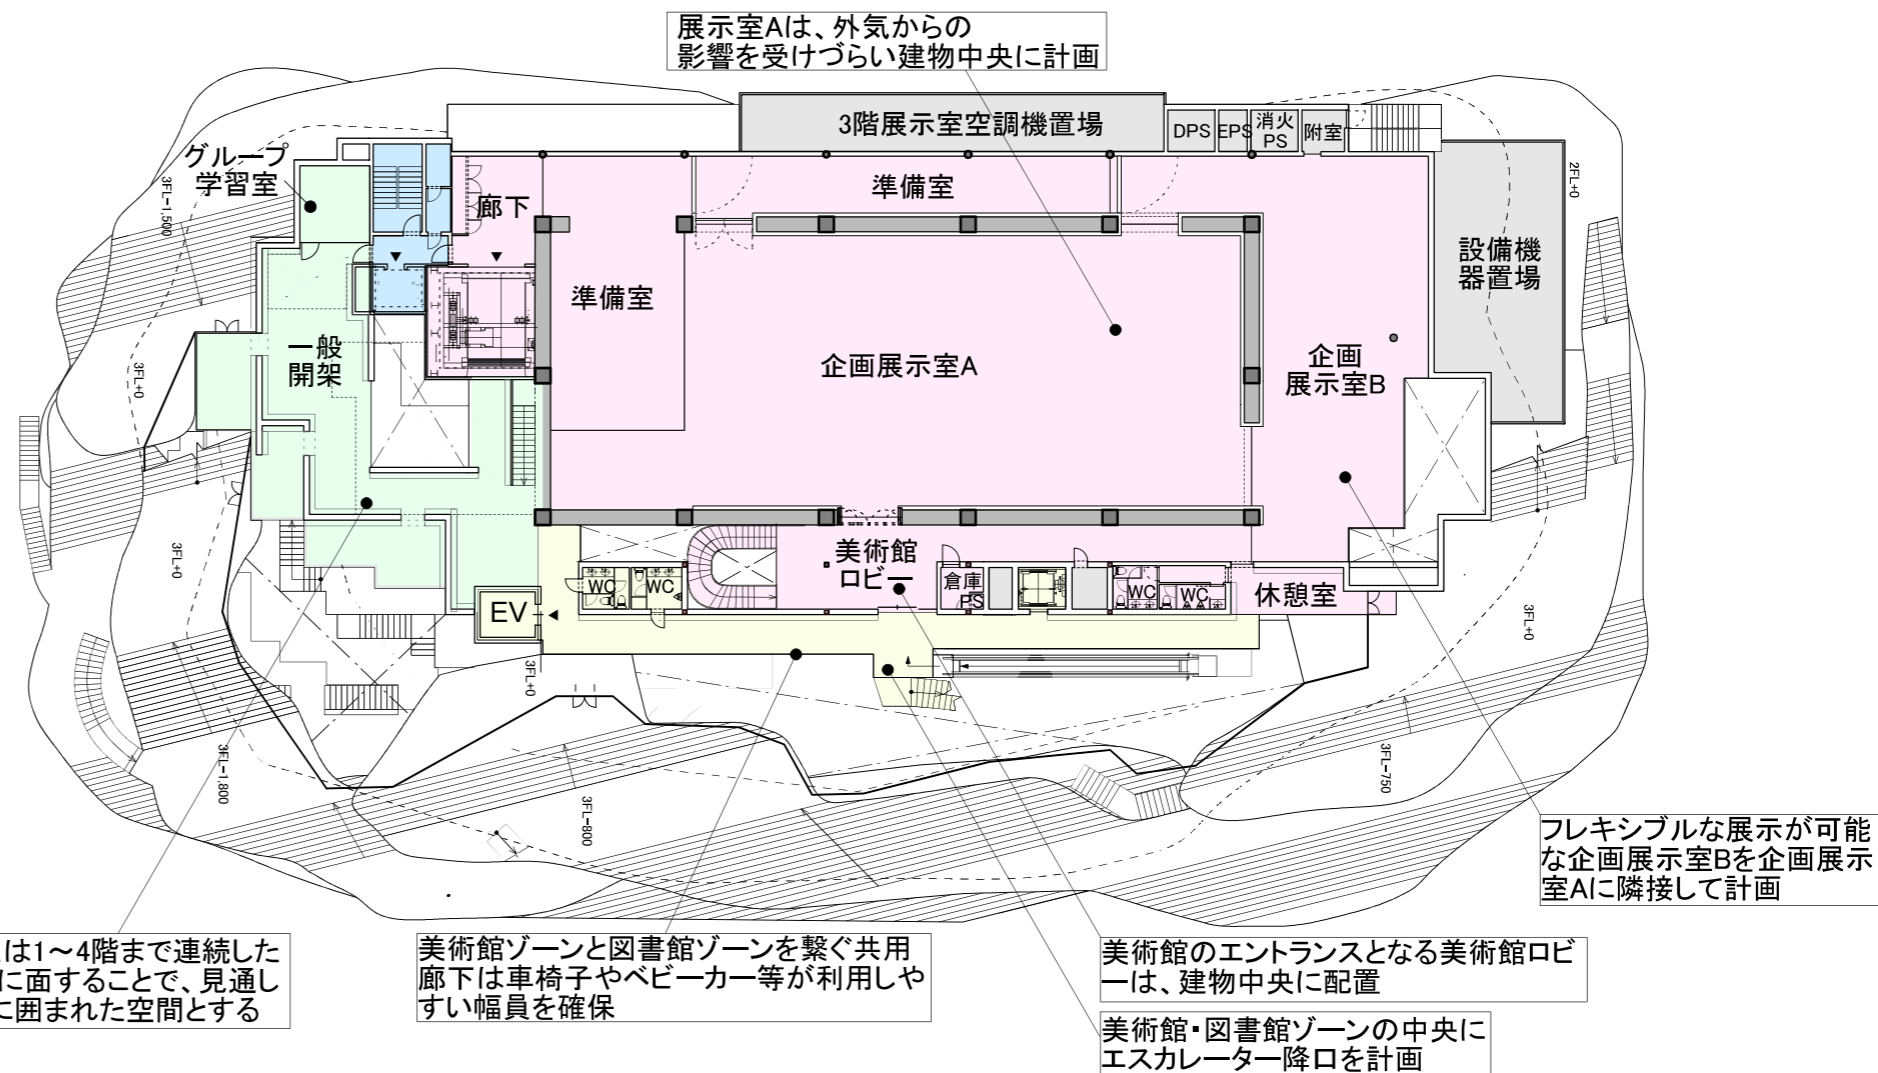 展示室Aは、外気からの
影響を受けづらい建物中央に計画
3階展示室空調機置場
DPS
EPS
消火
PS
附室
グループ
学習室
廊下
準備室
2FL+0
3FL-1,500
設備機
器置場
準備室
一般
開架
企画展示室A
企画
展示室B
3FL+0
3FL+0
美術館
ロビー
WC
WC
倉庫
PS
WC
WC
休憩室
EV
3FL+0
3FL+0
3FL-1,800
3FL-800
3FL-750
フレキシブルな展示が可能
な企画展示室Bを企画展示
室Aに隣接して計画
は1～4階まで連続した
に面することで、見通し
に囲まれた空間とする
美術館ゾーンと図書館ゾーンを繋ぐ共用
廊下は車椅子やベビーカー等が利用しや
すい幅員を確保
美術館のエントランスとなる美術館ロビ
ーは、建物中央に配置
美術館・図書館ゾーンの中央に
エスカレーター降口を計画